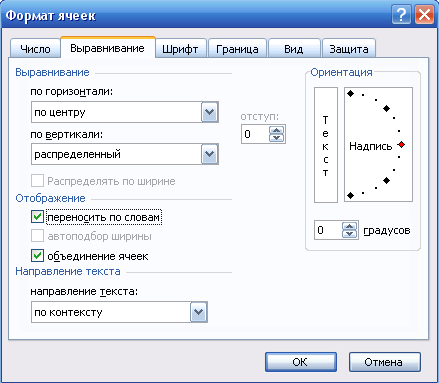 Формат ячеек
Число
Выравнивание
Шрифт
Граница
Вид
Защита
Выравнивание
по горизонтали:
по центру
отступ:
по вертикали:
0
распределенный
Распределять по ширине
Отображение
переносить по словам
автоподбор ширины
объединение ячеек
Направление текста
направление текста:
по контексту
Ориентация
Текст
Надпись
0 градусов
ОК
Отмена